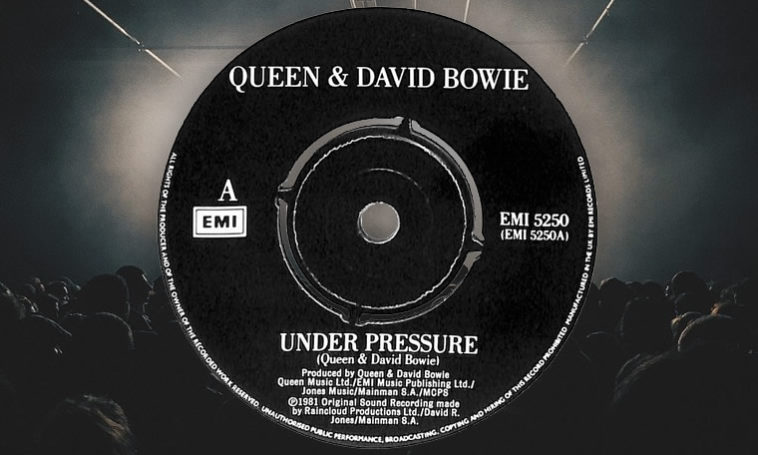 QUEEN & DAVID BOWIE
A
EMI
EMI 5250
(EMI 5250A)
UNDER PRESSURE
(Queen & David Bowie)
Produced by Queen & David Bowie
Queen Music Ltd./EMI Music Publishing Ltd./
Jones Music/Mainman S.A./MCPS
Ⓟ1981 Original Sound Recording made
by Raincloud Productions Ltd./David R.
Jones/Mainman S.A.
ALL RIGHTS OF THE PRODUCER AND OF THE OWNER OF THE RECORDED WORK RESERVED. UNAUTHORISED PUBLIC PERFORMANCE, BROADCASTING, COPYING AND HIRING OF THIS RECORD PROHIBITED MANUFACTURED IN THE UK BY EMI RECORDS LIMITED